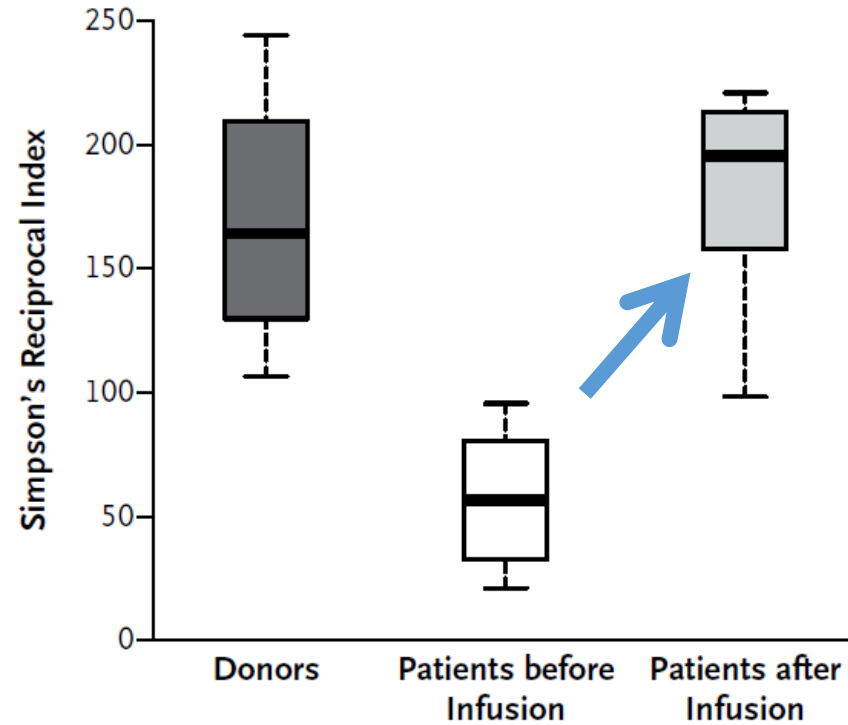 Simpson's Reciprocal Index
250
200
150
100
50
0
Donors
Patients before
Infusion
Patients after
Infusion